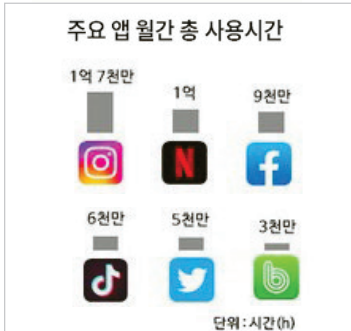 주요 앱 월간 총 사용시간
1억 7천만
1억
9천만
N
f
6천만
5천만
3천만
b
단위 : 시간(h)